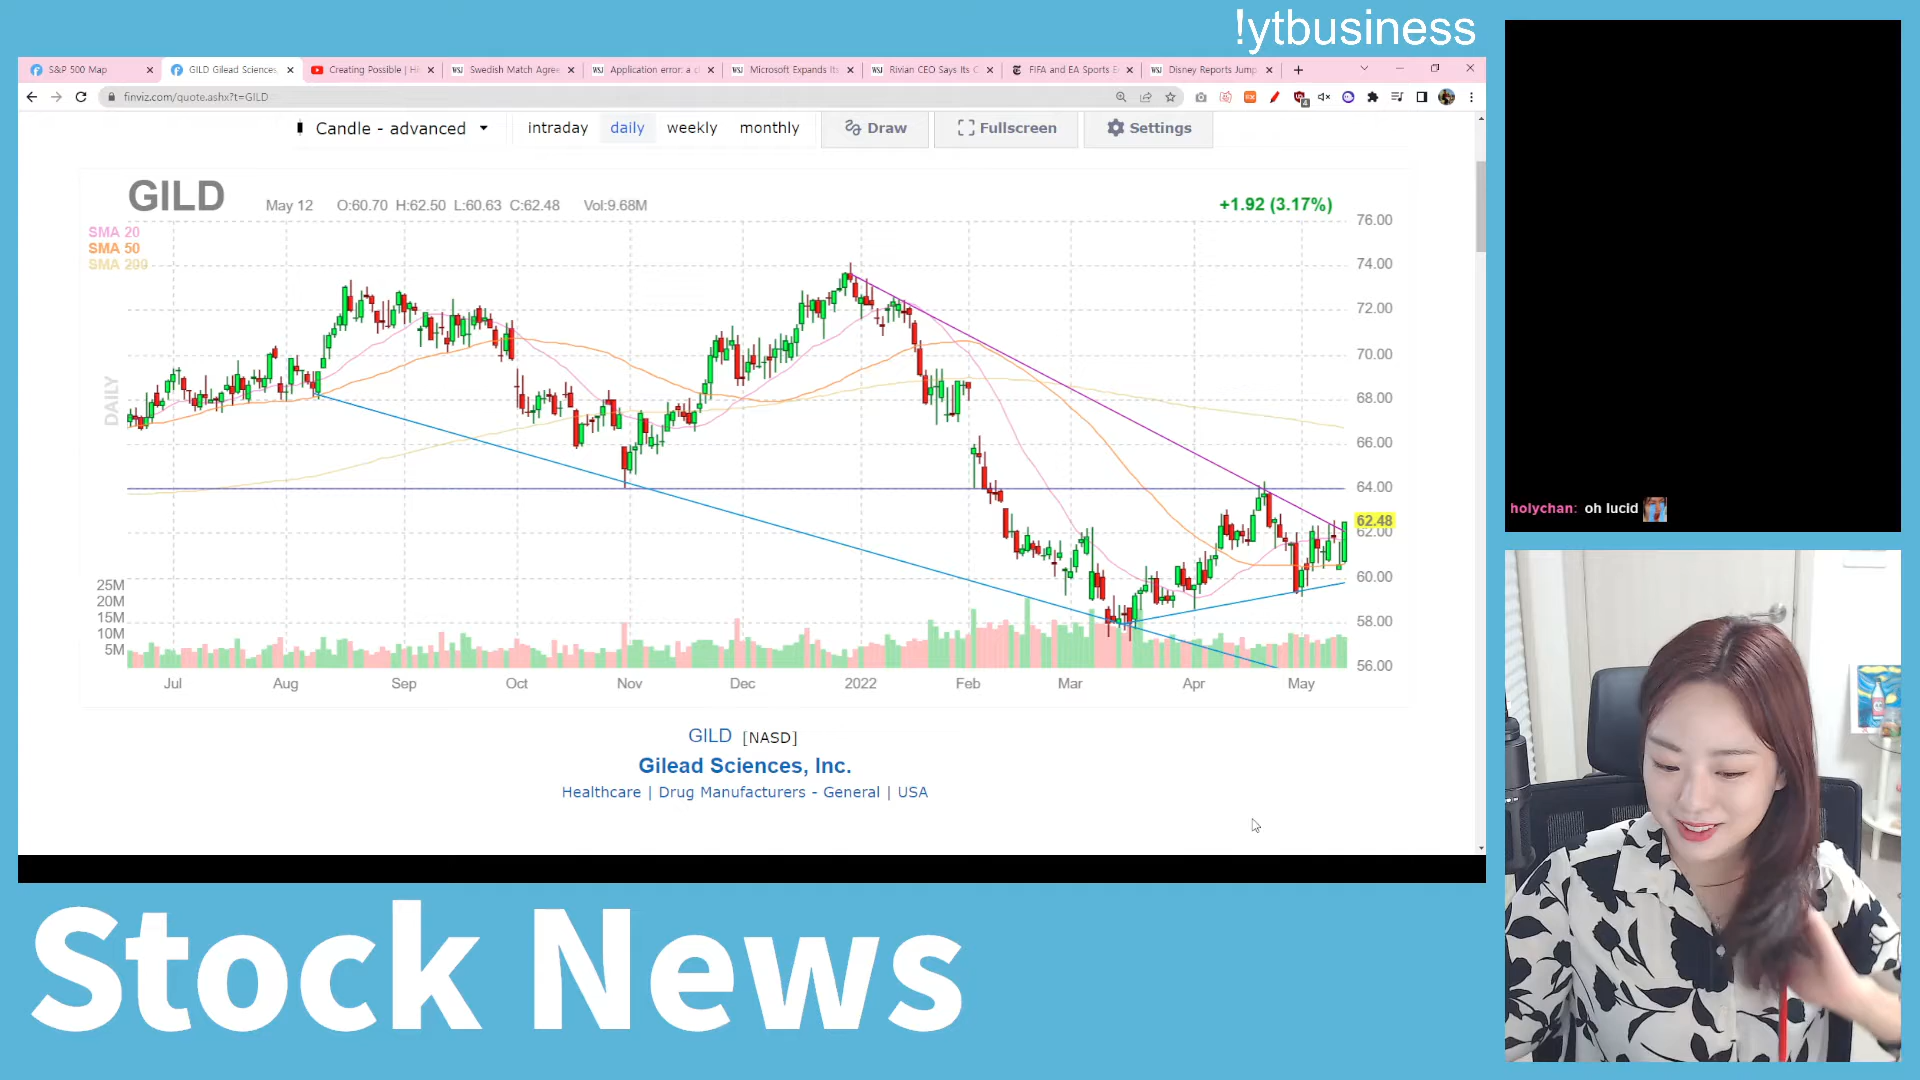 !ytbusiness
S&P 500 Map
GILD Gilead Sciences,
Creating Possible | Hi
Swedish Match Agre
Application error: a c
Microsoft Expands Its
Rivian CEO Says Its C
FIFA and EA Sports E
Disney Reports Jump
finviz.com/quote.ashx?t=GILD
Candle - advanced
intraday
daily
weekly
monthly
Draw
Fullscreen
Settings
GILD
May 12
O:60.70
H:62.50
L:60.63
C:62.48
Vol:9.68M
+1.92 (3.17%)
SMA 20
SMA 50
SMA 200
DAILY
76.00
74.00
72.00
70.00
68.00
66.00
64.00
62.48
62.00
60.00
58.00
56.00
25M
20M
15M
10M
5M
Jul
Aug
Sep
Oct
Nov
Dec
2022
Feb
Mar
Apr
May
GILD [NASD]
Gilead Sciences, Inc.
Healthcare | Drug Manufacturers - General | USA
holychan: oh lucid
Stock News